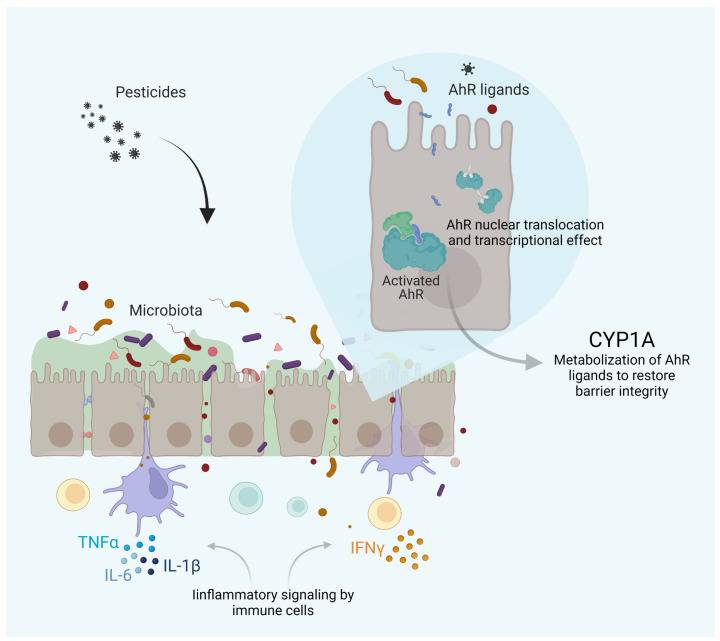 Pesticides
AhR ligands
AhR nuclear translocation
and transcriptional effect
Activated
AhR
Microbiota
CYP1A
Metabolization of AhR
ligands to restore
barrier integrity
TNFα
IL-1β
IL-6
IFNγ
Iinflammatory signaling by
immune cells